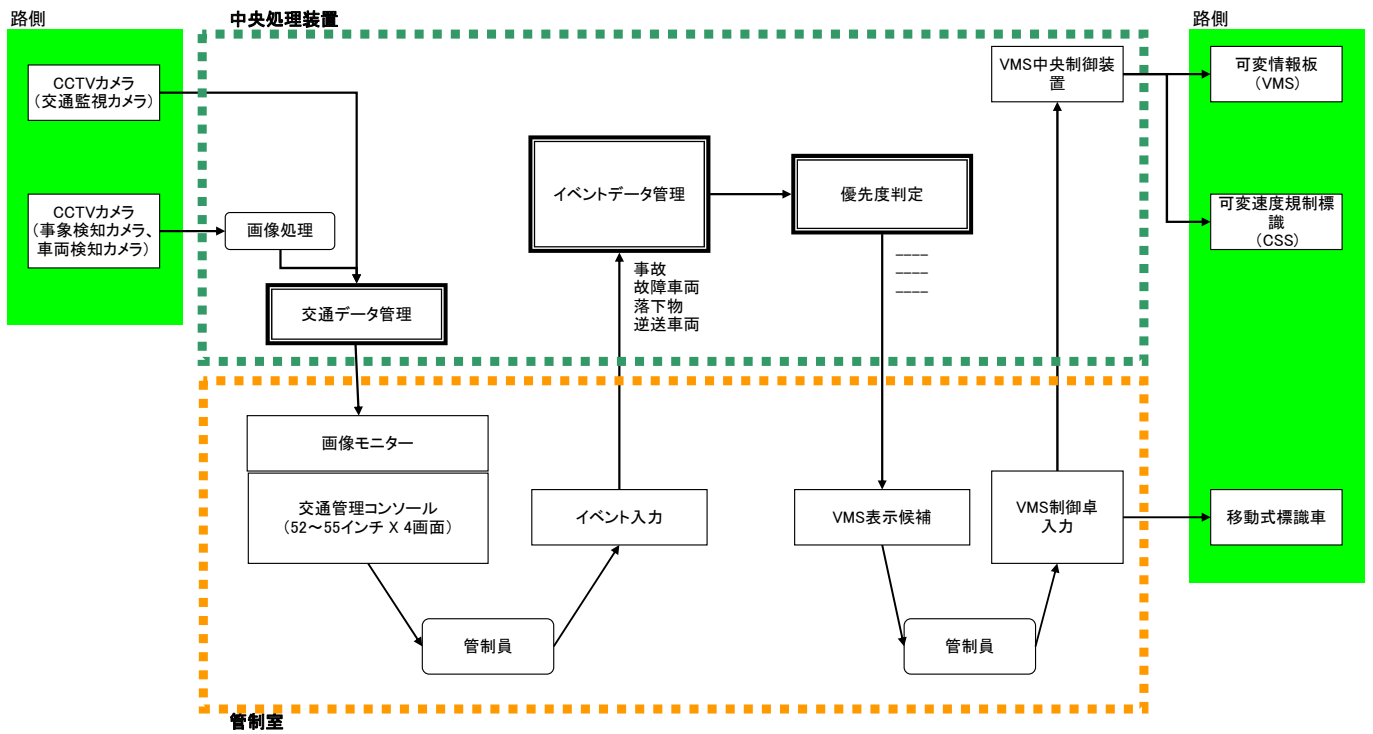 路側
中央処理装置
路側
CCTVカメラ
(交通監視カメラ)
VMS中央制御装
置
可変情報板
(VMS)
CCTVカメラ
(事象検知カメラ、
車両検知カメラ)
画像処理
イベントデータ管理
優先度判定
可変速度規制標
識
(CSS)
事故
故障車両
落下物
逆送車両
----
----
----
交通データ管理
画像モニター
交通管理コンソール
(52～55インチ X 4画面)
イベント入力
VMS表示候補
VMS制御卓
入力
移動式標識車
管制員
管制員
管制室